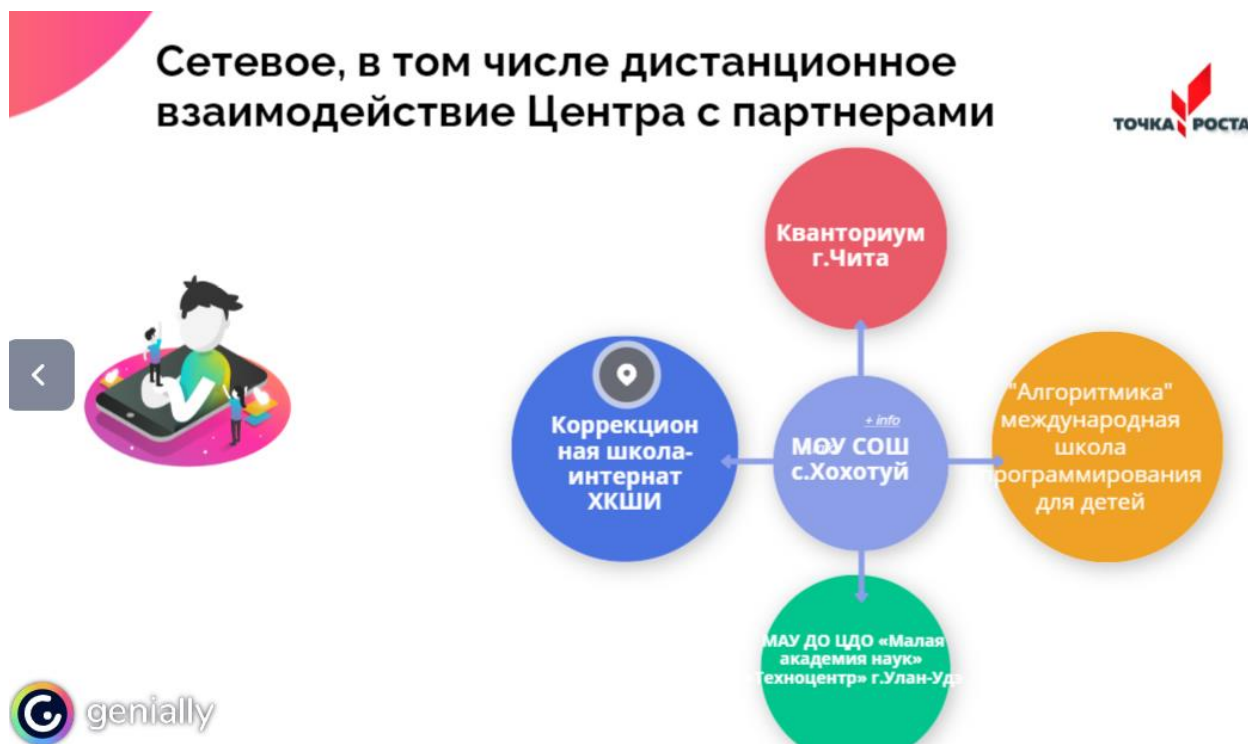 Сетевое, в том числе дистанционное
взаимодействие Центра с партнерами
ТОЧКА РОСТА
Кванториум
г.Чита
Коррекцион
ная школа-
интернат
ХКШИ
+ info
МОУ СОШ
с.Хохотуй
"Алгоритмика"
международная
школа
программирования
для детей
МАУ ДО ЦДО «Малая
академия наук»
«Техноцентр» г.Улан-Удэ
genially